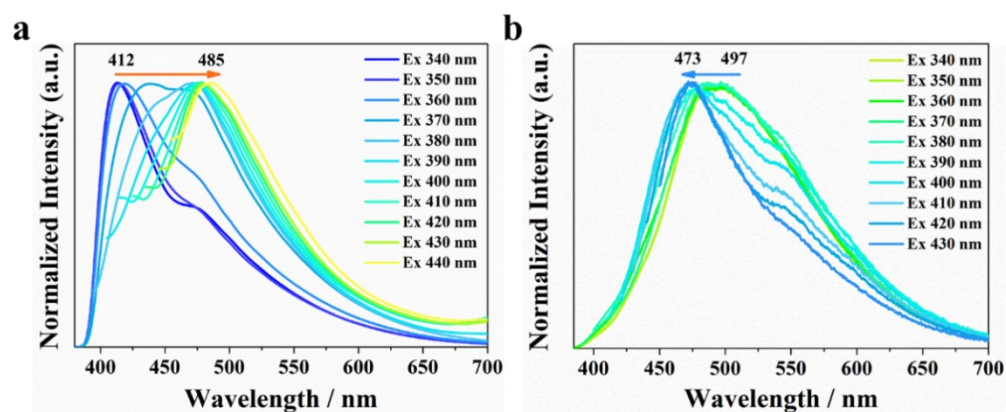 a
412 485
Ex 340 nm
Ex 350 nm
Ex 360 nm
Ex 370 nm
Ex 380 nm
Ex 390 nm
Ex 400 nm
Ex 410 nm
Ex 420 nm
Ex 430 nm
Ex 440 nm
Normalized Intensity (a.u.)
400 450 500 550 600 650 700
Wavelength / nm
b
473 497
Ex 340 nm
Ex 350 nm
Ex 360 nm
Ex 370 nm
Ex 380 nm
Ex 390 nm
Ex 400 nm
Ex 410 nm
Ex 420 nm
Ex 430 nm
Normalized Intensity (a.u.)
400 450 500 550 600 650 700
Wavelength / nm